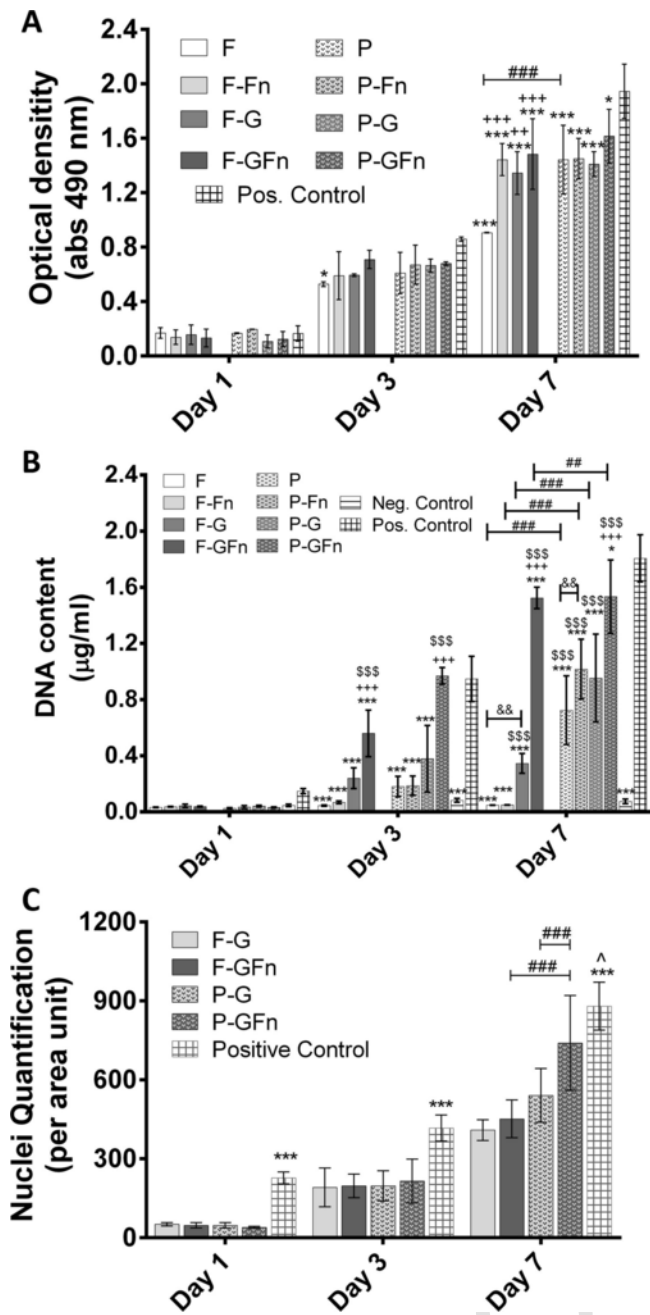 A
2.4
2.0
1.6
1.2
0.8
0.4
0.0
Optical densitity
(abs 490 nm)
F
F-Fn
F-G
F-GFn
P
P-Fn
P-G
P-GFn
Pos. Control
*
***
+++
***
++
***
+++
***
###
***
***
***
*
Day 1
Day 3
Day 7
B
2.4
2.0
1.6
1.2
0.8
0.4
0.0
DNA content
(µg/ml)
F
F-Fn
F-G
F-GFn
P
P-Fn
P-G
P-GFn
Neg. Control
Pos. Control
***
***
***
$$$
+++
***
***
***
***
$$$
+++
***
***
***
&&
$$$
***
$$$
+++
***
##
###
###
###
$$$
***
&&
$$$
***
$$$
***
$$$
+++
*
***
Day 1
Day 3
Day 7
C
1200
900
600
300
0
Nuclei Quantification
(per area unit)
F-G
F-GFn
P-G
P-GFn
Positive Control
***
***
###
###
^
***
Day 1
Day 3
Day 7